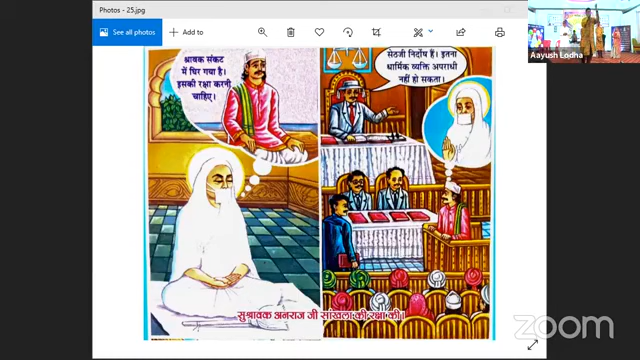 Photos - 25.jpg
See all photos
Add to
Aayush Lodha
श्रावक संकट
में घिर गया है।
इसकी रक्षा करनी
चाहिए।
सेठजी निर्दोष हैं। इतना
धार्मिक व्यक्ति अपराधी
नहीं हो सकता।
सुश्रावक अनराज जी साखला की रक्षा की।
zoom